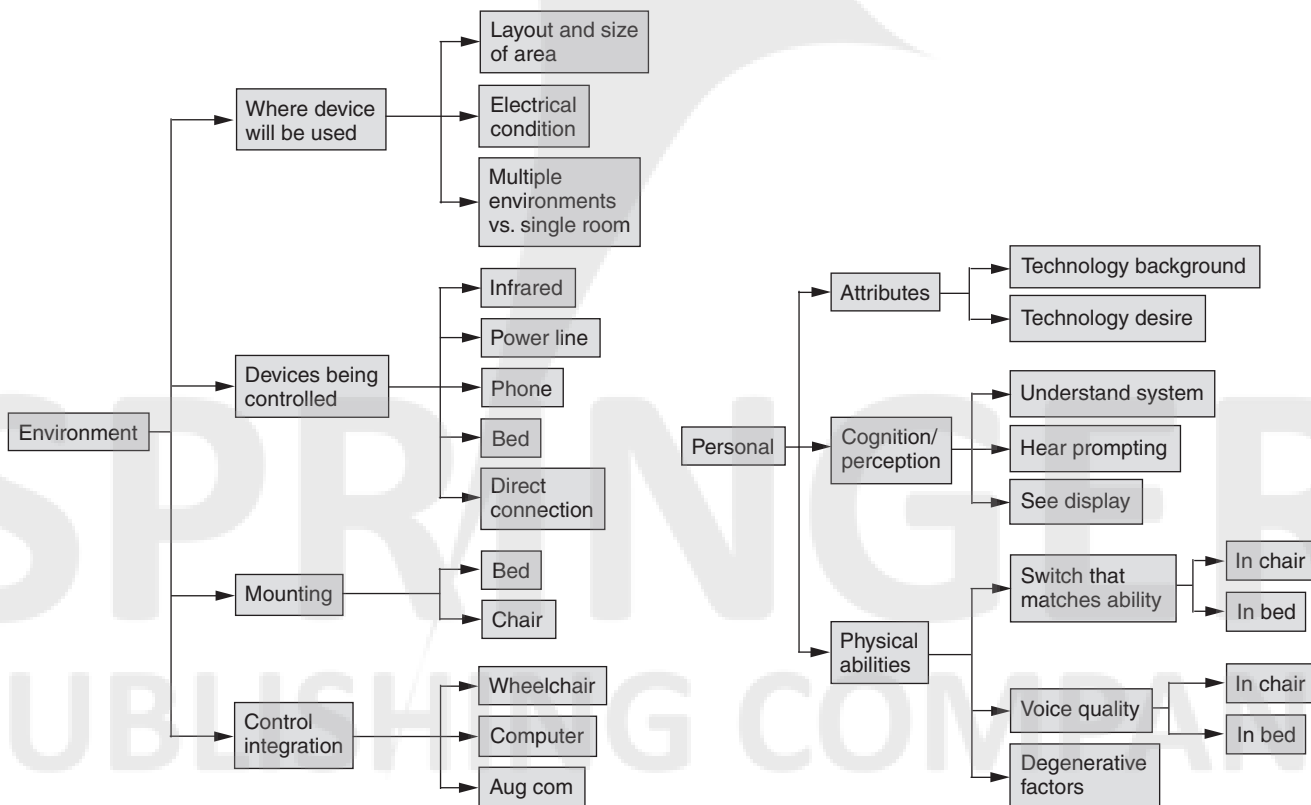 Environment
Where device
will be used
Layout and size
of area
Electrical
condition
Multiple
environments
vs. single room
Devices being
controlled
Infrared
Power line
Phone
Bed
Direct
connection
Mounting
Bed
Chair
Control
integration
Wheelchair
Computer
Aug com
Personal
Attributes
Technology background
Technology desire
Cognition/
perception
Understand system
Hear prompting
See display
Physical
abilities
Switch that
matches ability
In chair
In bed
Voice quality
In chair
In bed
Degenerative
factors
SPRINGER
PUBLISHING COMPAN